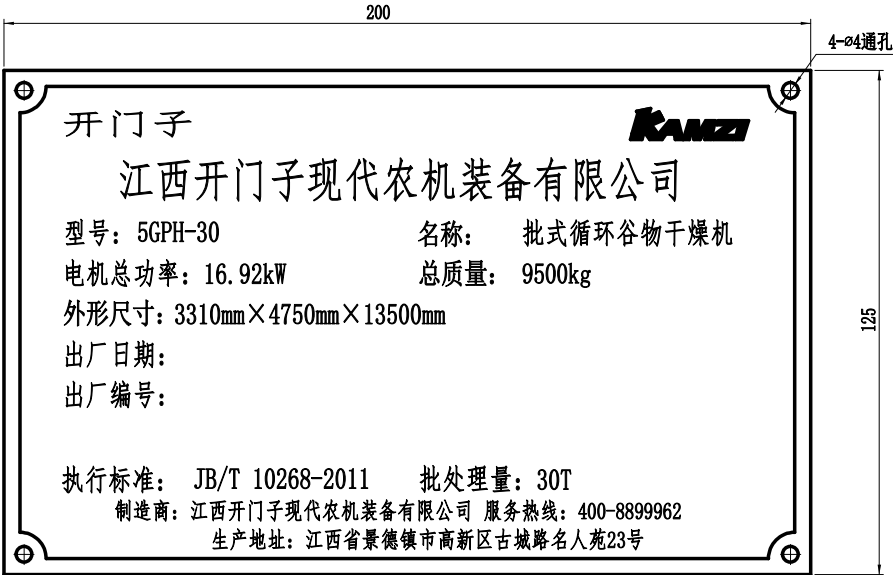 200
4-⌀4通孔
开门子 KAMZI
江西开门子现代农机装备有限公司
型号：5GPH-30 名称： 批式循环谷物干燥机
电机总功率：16.92kW 总质量： 9500kg
外形尺寸：3310mm×4750mm×13500mm
125
出厂日期：
出厂编号：
执行标准： JB/T 10268-2011 批处理量：30T
制造商：江西开门子现代农机装备有限公司 服务热线：400-8899962
生产地址：江西省景德镇市高新区古城路名人苑23号